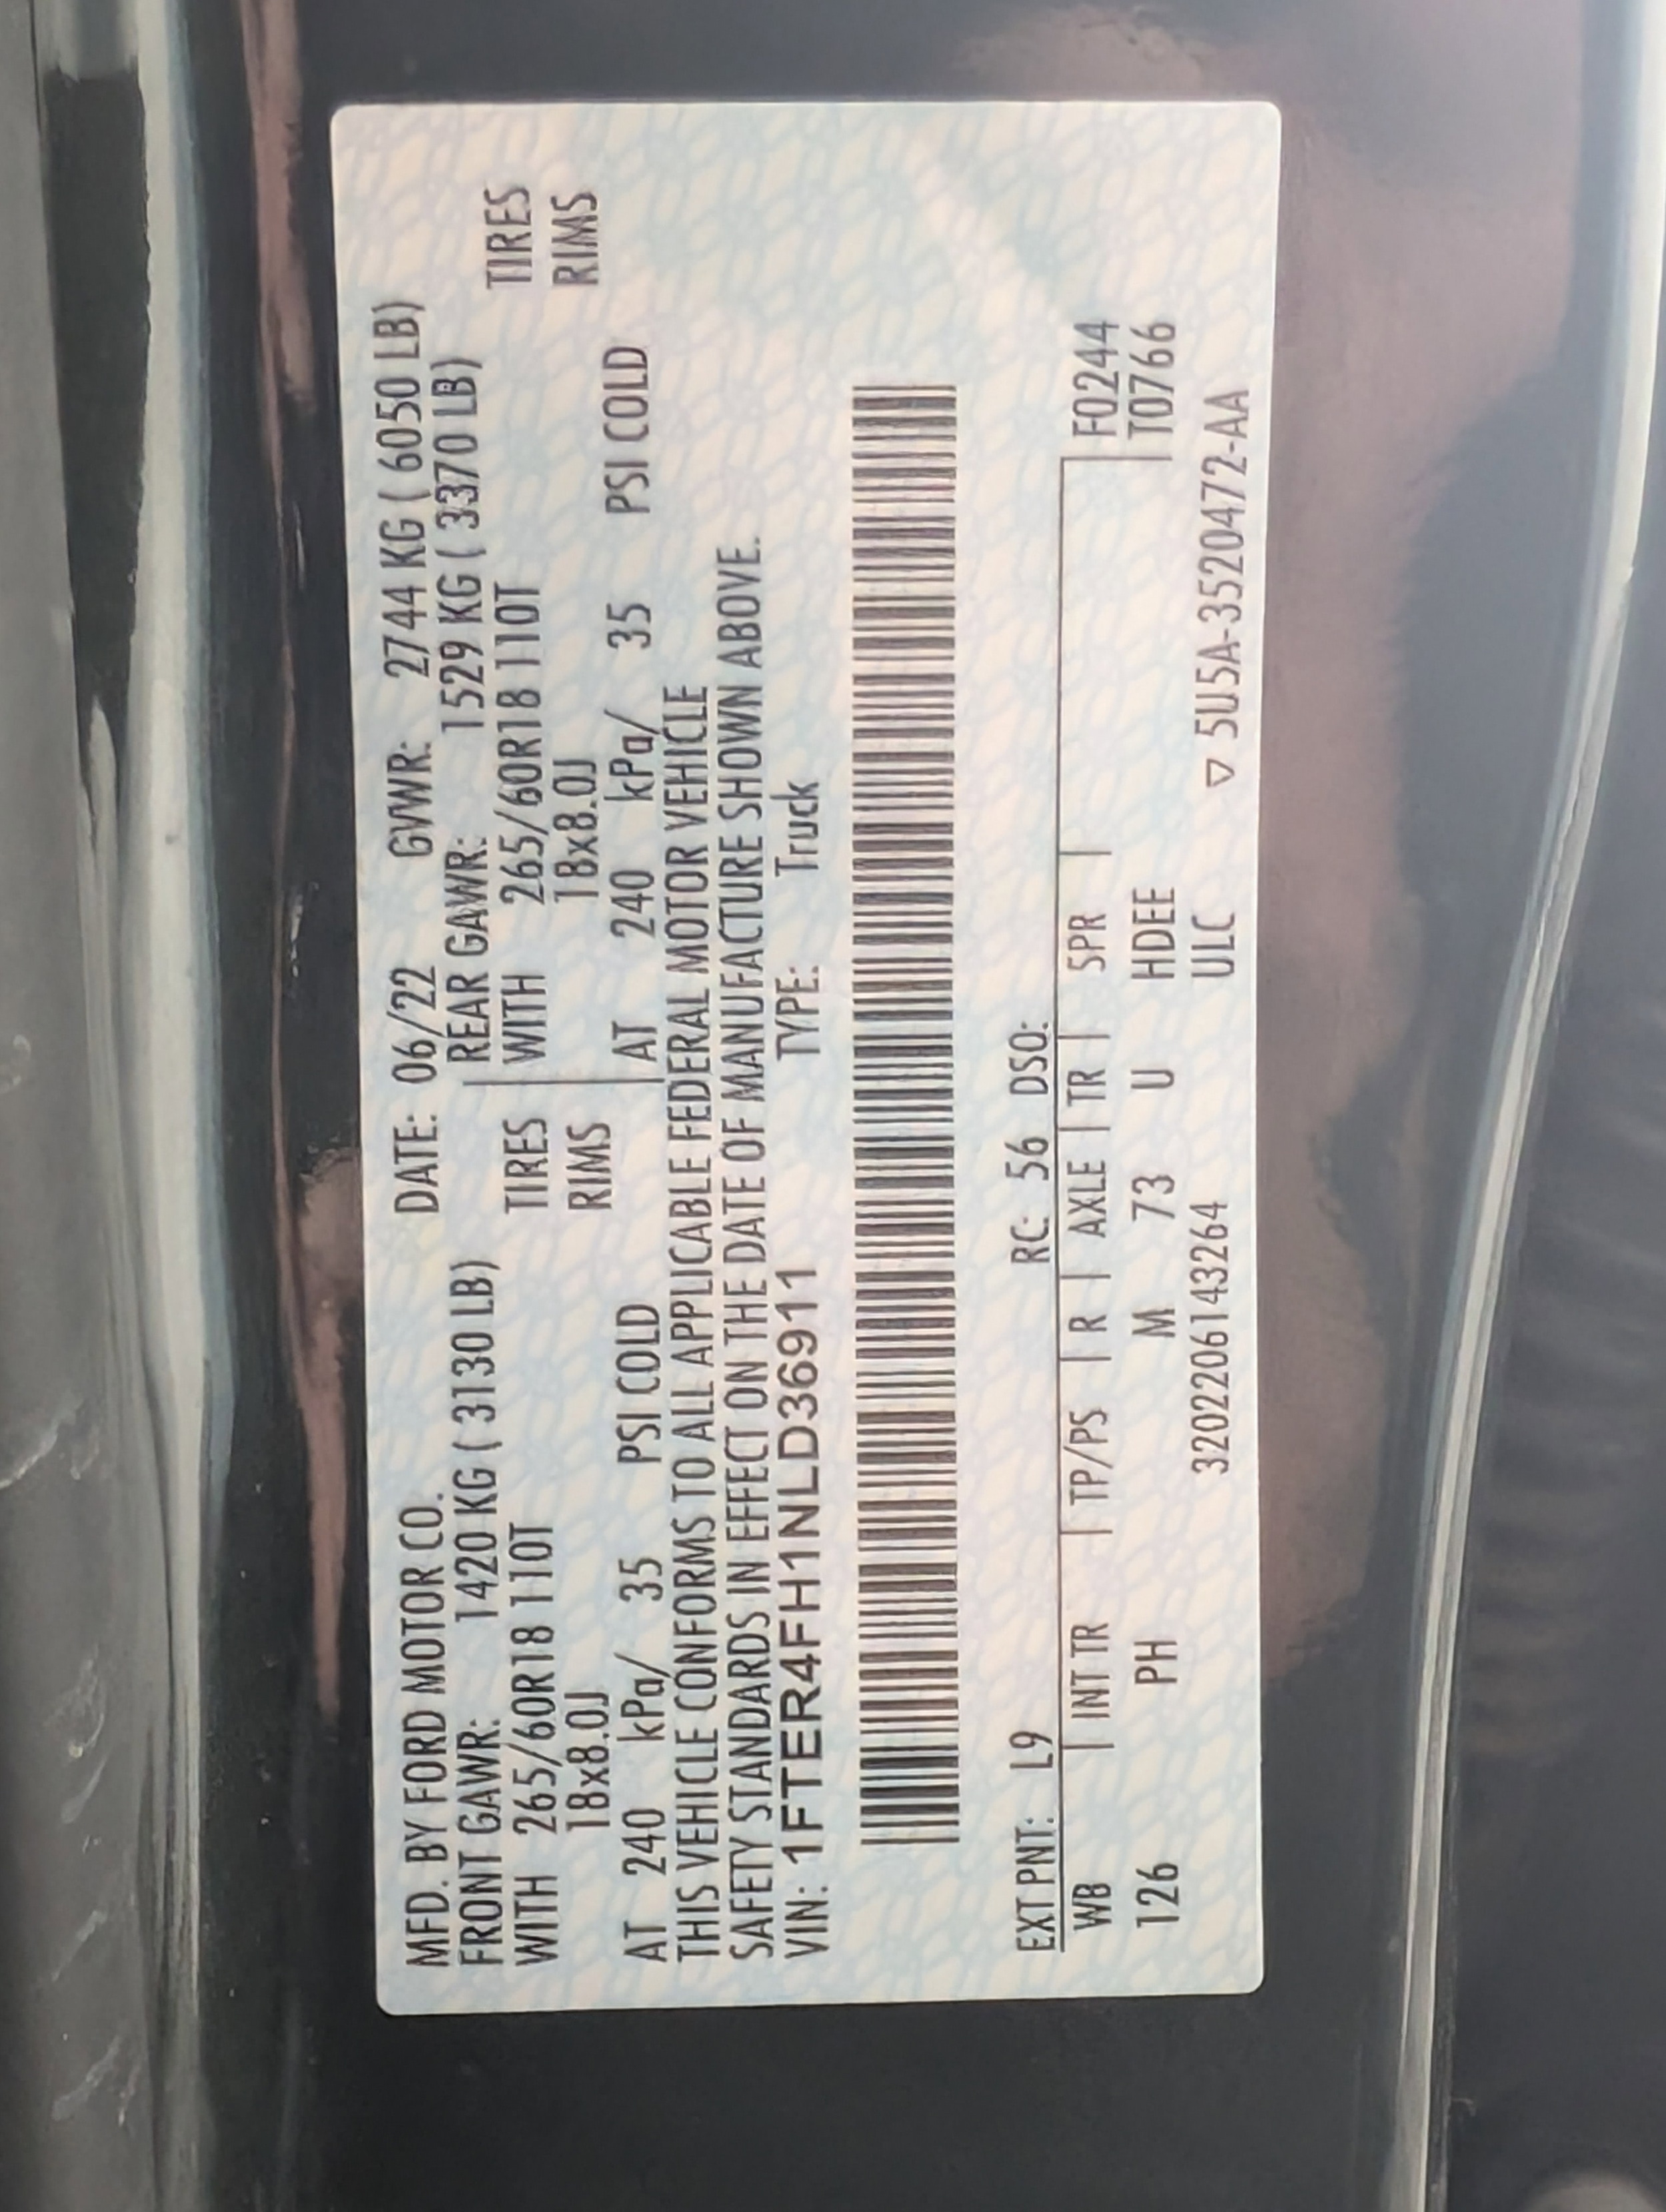 MFD. BY FORD MOTOR CO. DATE: 06/22 GVWR: 2744 KG ( 6050 LB)
FRONT GAWR: 1420 KG ( 3130 LB) REAR GAWR: 1529 KG ( 3370 LB)
WITH 265/60R18 110T TIRES WITH 265/60R18 110T TIRES
18x8.0J RIMS 18x8.0J RIMS
AT 240 kPa/ 35 PSI COLD AT 240 kPa/ 35 PSI COLD
THIS VEHICLE CONFORMS TO ALL APPLICABLE FEDERAL MOTOR VEHICLE
SAFETY STANDARDS IN EFFECT ON THE DATE OF MANUFACTURE SHOWN ABOVE.
VIN: 1FTER4FH1NLD36911 TYPE: Truck
EXT PNT: L9 RC: 56 DSO:
WB | INT TR | TP/PS | R | AXLE | TR | SPR | F0244
126 PH M 73 U HDEE T0766
3202206143264 ULC ▽ 5U5A-3520472-AA